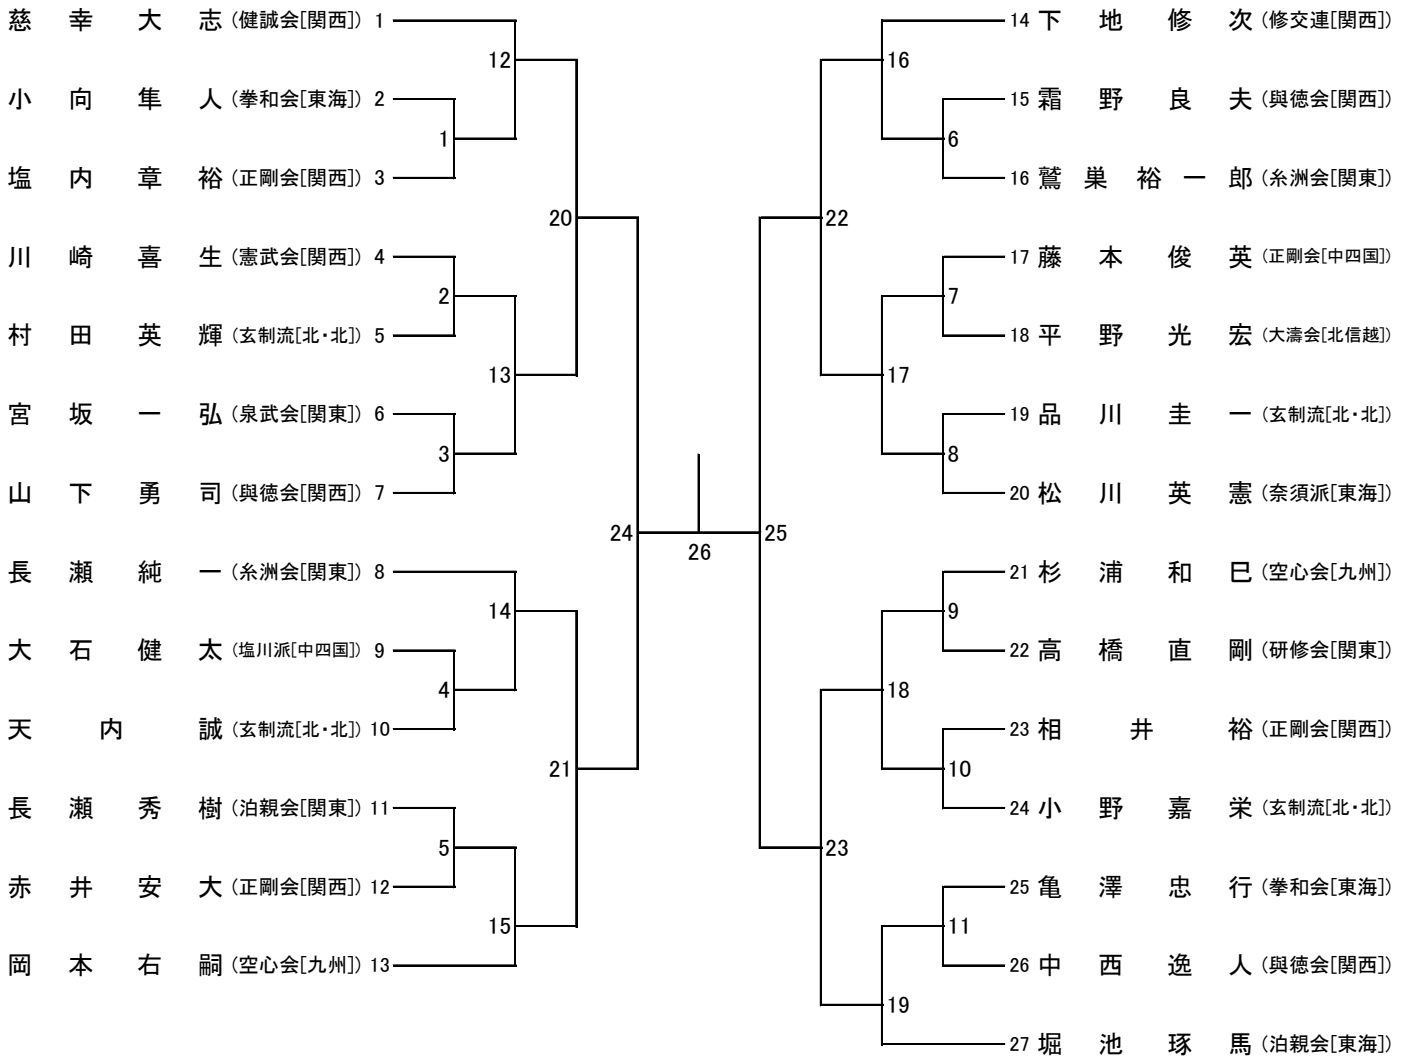 慈幸大志 (健誠会[関西]) 1
12
小向隼人 (拳和会[東海]) 2
1
塩内章裕 (正剛会[関西]) 3
20
川崎喜生 (憲武会[関西]) 4
2
村田英輝 (玄制流[北・北]) 5
13
宮坂一弘 (泉武会[関東]) 6
3
山下勇司 (與徳会[関西]) 7
24
長瀬純一 (糸洲会[関東]) 8
14
大石健太 (塩川派[中四国]) 9
4
天内誠 (玄制流[北・北]) 10
21
長瀬秀樹 (泊親会[関東]) 11
5
赤井安大 (正剛会[関西]) 12
15
岡本右嗣 (空心会[九州]) 13
26
14 下地修次 (修交連[関西])
16
15 霜野良夫 (與徳会[関西])
6
16 鷲巣裕一郎 (糸洲会[関東])
22
17 藤本俊英 (正剛会[中四国])
7
18 平野光宏 (大濤会[北信越])
17
19 品川圭一 (玄制流[北・北])
8
20 松川英憲 (奈須派[東海])
25
21 杉浦和巳 (空心会[九州])
9
22 高橋直剛 (研修会[関東])
18
23 相井裕 (正剛会[関西])
10
24 小野嘉栄 (玄制流[北・北])
23
25 亀澤忠行 (拳和会[東海])
11
26 中西逸人 (與徳会[関西])
19
27 堀池琢馬 (泊親会[東海])